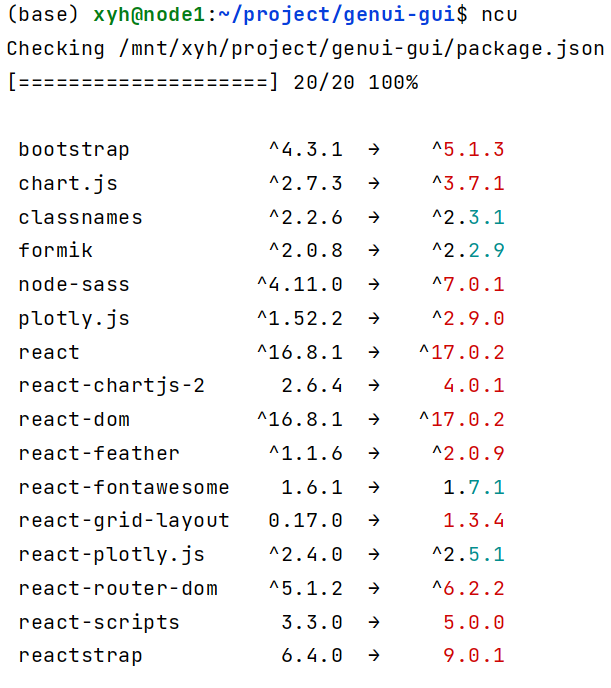 (base) xyh@node1:~/project/genui-gui$ ncu
Checking /mnt/xyh/project/genui-gui/package.json
[====================] 20/20 100%
bootstrap ^4.3.1 → ^5.1.3
chart.js ^2.7.3 → ^3.7.1
classnames ^2.2.6 → ^2.3.1
formik ^2.0.8 → ^2.2.9
node-sass ^4.11.0 → ^7.0.1
plotly.js ^1.52.2 → ^2.9.0
react ^16.8.1 → ^17.0.2
react-chartjs-2 2.6.4 → 4.0.1
react-dom ^16.8.1 → ^17.0.2
react-feather ^1.1.6 → ^2.0.9
react-fontawesome 1.6.1 → 1.7.1
react-grid-layout 0.17.0 → 1.3.4
react-plotly.js ^2.4.0 → ^2.5.1
react-router-dom ^5.1.2 → ^6.2.2
react-scripts 3.3.0 → 5.0.0
reactstrap 6.4.0 → 9.0.1